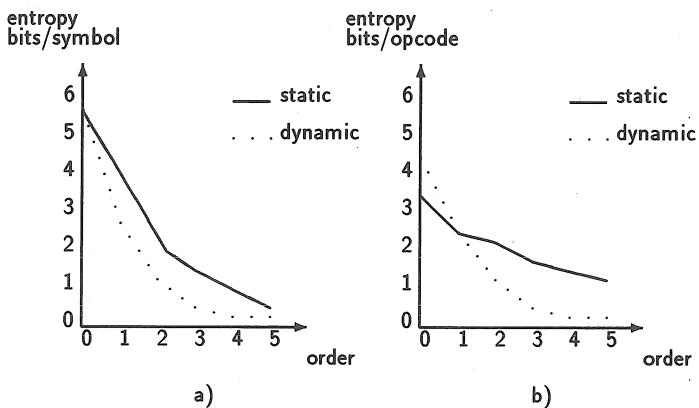 entropy
bits/symbol
6
5
4
3
2
1
0
static
dynamic
0 1 2 3 4 5
order
a)
entropy
bits/opcode
6
5
4
3
2
1
0
static
dynamic
0 1 2 3 4 5
order
b)